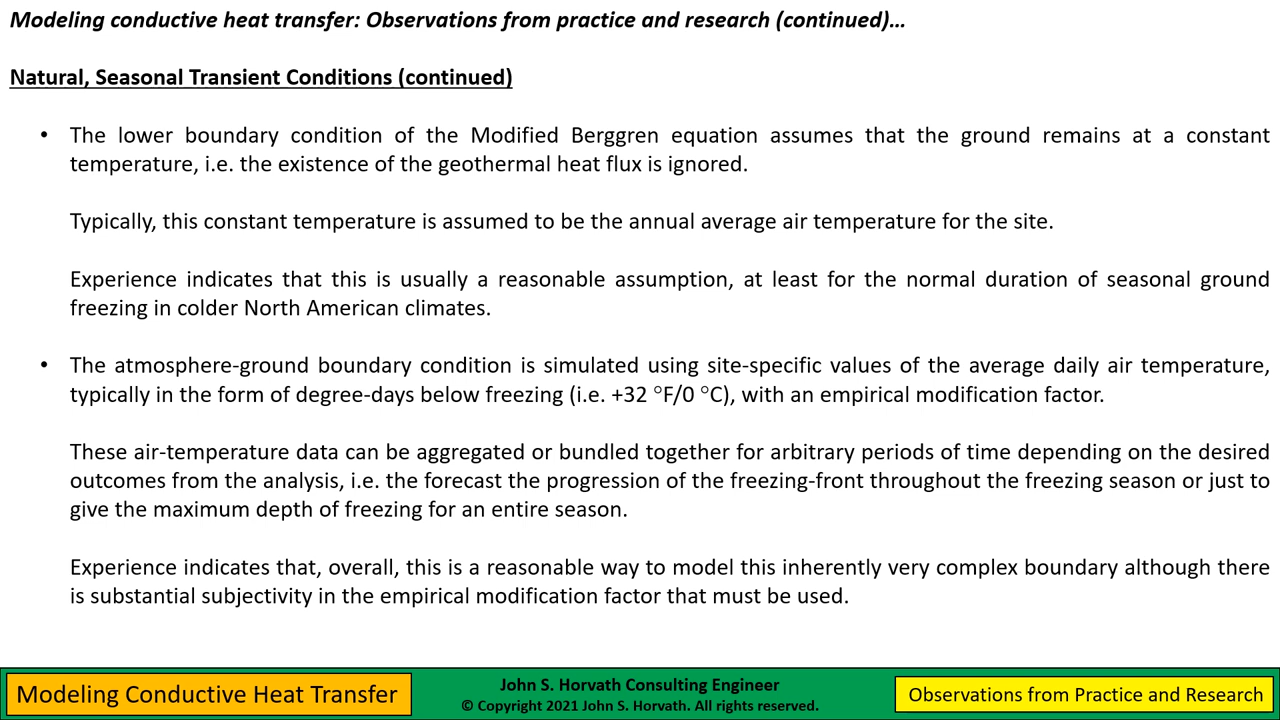 Modeling conductive heat transfer: Observations from practice and research (continued)…
Natural, Seasonal Transient Conditions (continued)
• The lower boundary condition of the Modified Berggren equation assumes that the ground remains at a constant
temperature, i.e. the existence of the geothermal heat flux is ignored.
Typically, this constant temperature is assumed to be the annual average air temperature for the site.
Experience indicates that this is usually a reasonable assumption, at least for the normal duration of seasonal ground
freezing in colder North American climates.
• The atmosphere-ground boundary condition is simulated using site-specific values of the average daily air temperature,
typically in the form of degree-days below freezing (i.e. +32 °F/0 °C), with an empirical modification factor.
These air-temperature data can be aggregated or bundled together for arbitrary periods of time depending on the desired
outcomes from the analysis, i.e. the forecast the progression of the freezing-front throughout the freezing season or just to
give the maximum depth of freezing for an entire season.
Experience indicates that, overall, this is a reasonable way to model this inherently very complex boundary although there
is substantial subjectivity in the empirical modification factor that must be used.
Modeling Conductive Heat Transfer
John S. Horvath Consulting Engineer
© Copyright 2021 John S. Horvath. All rights reserved.
Observations from Practice and Research